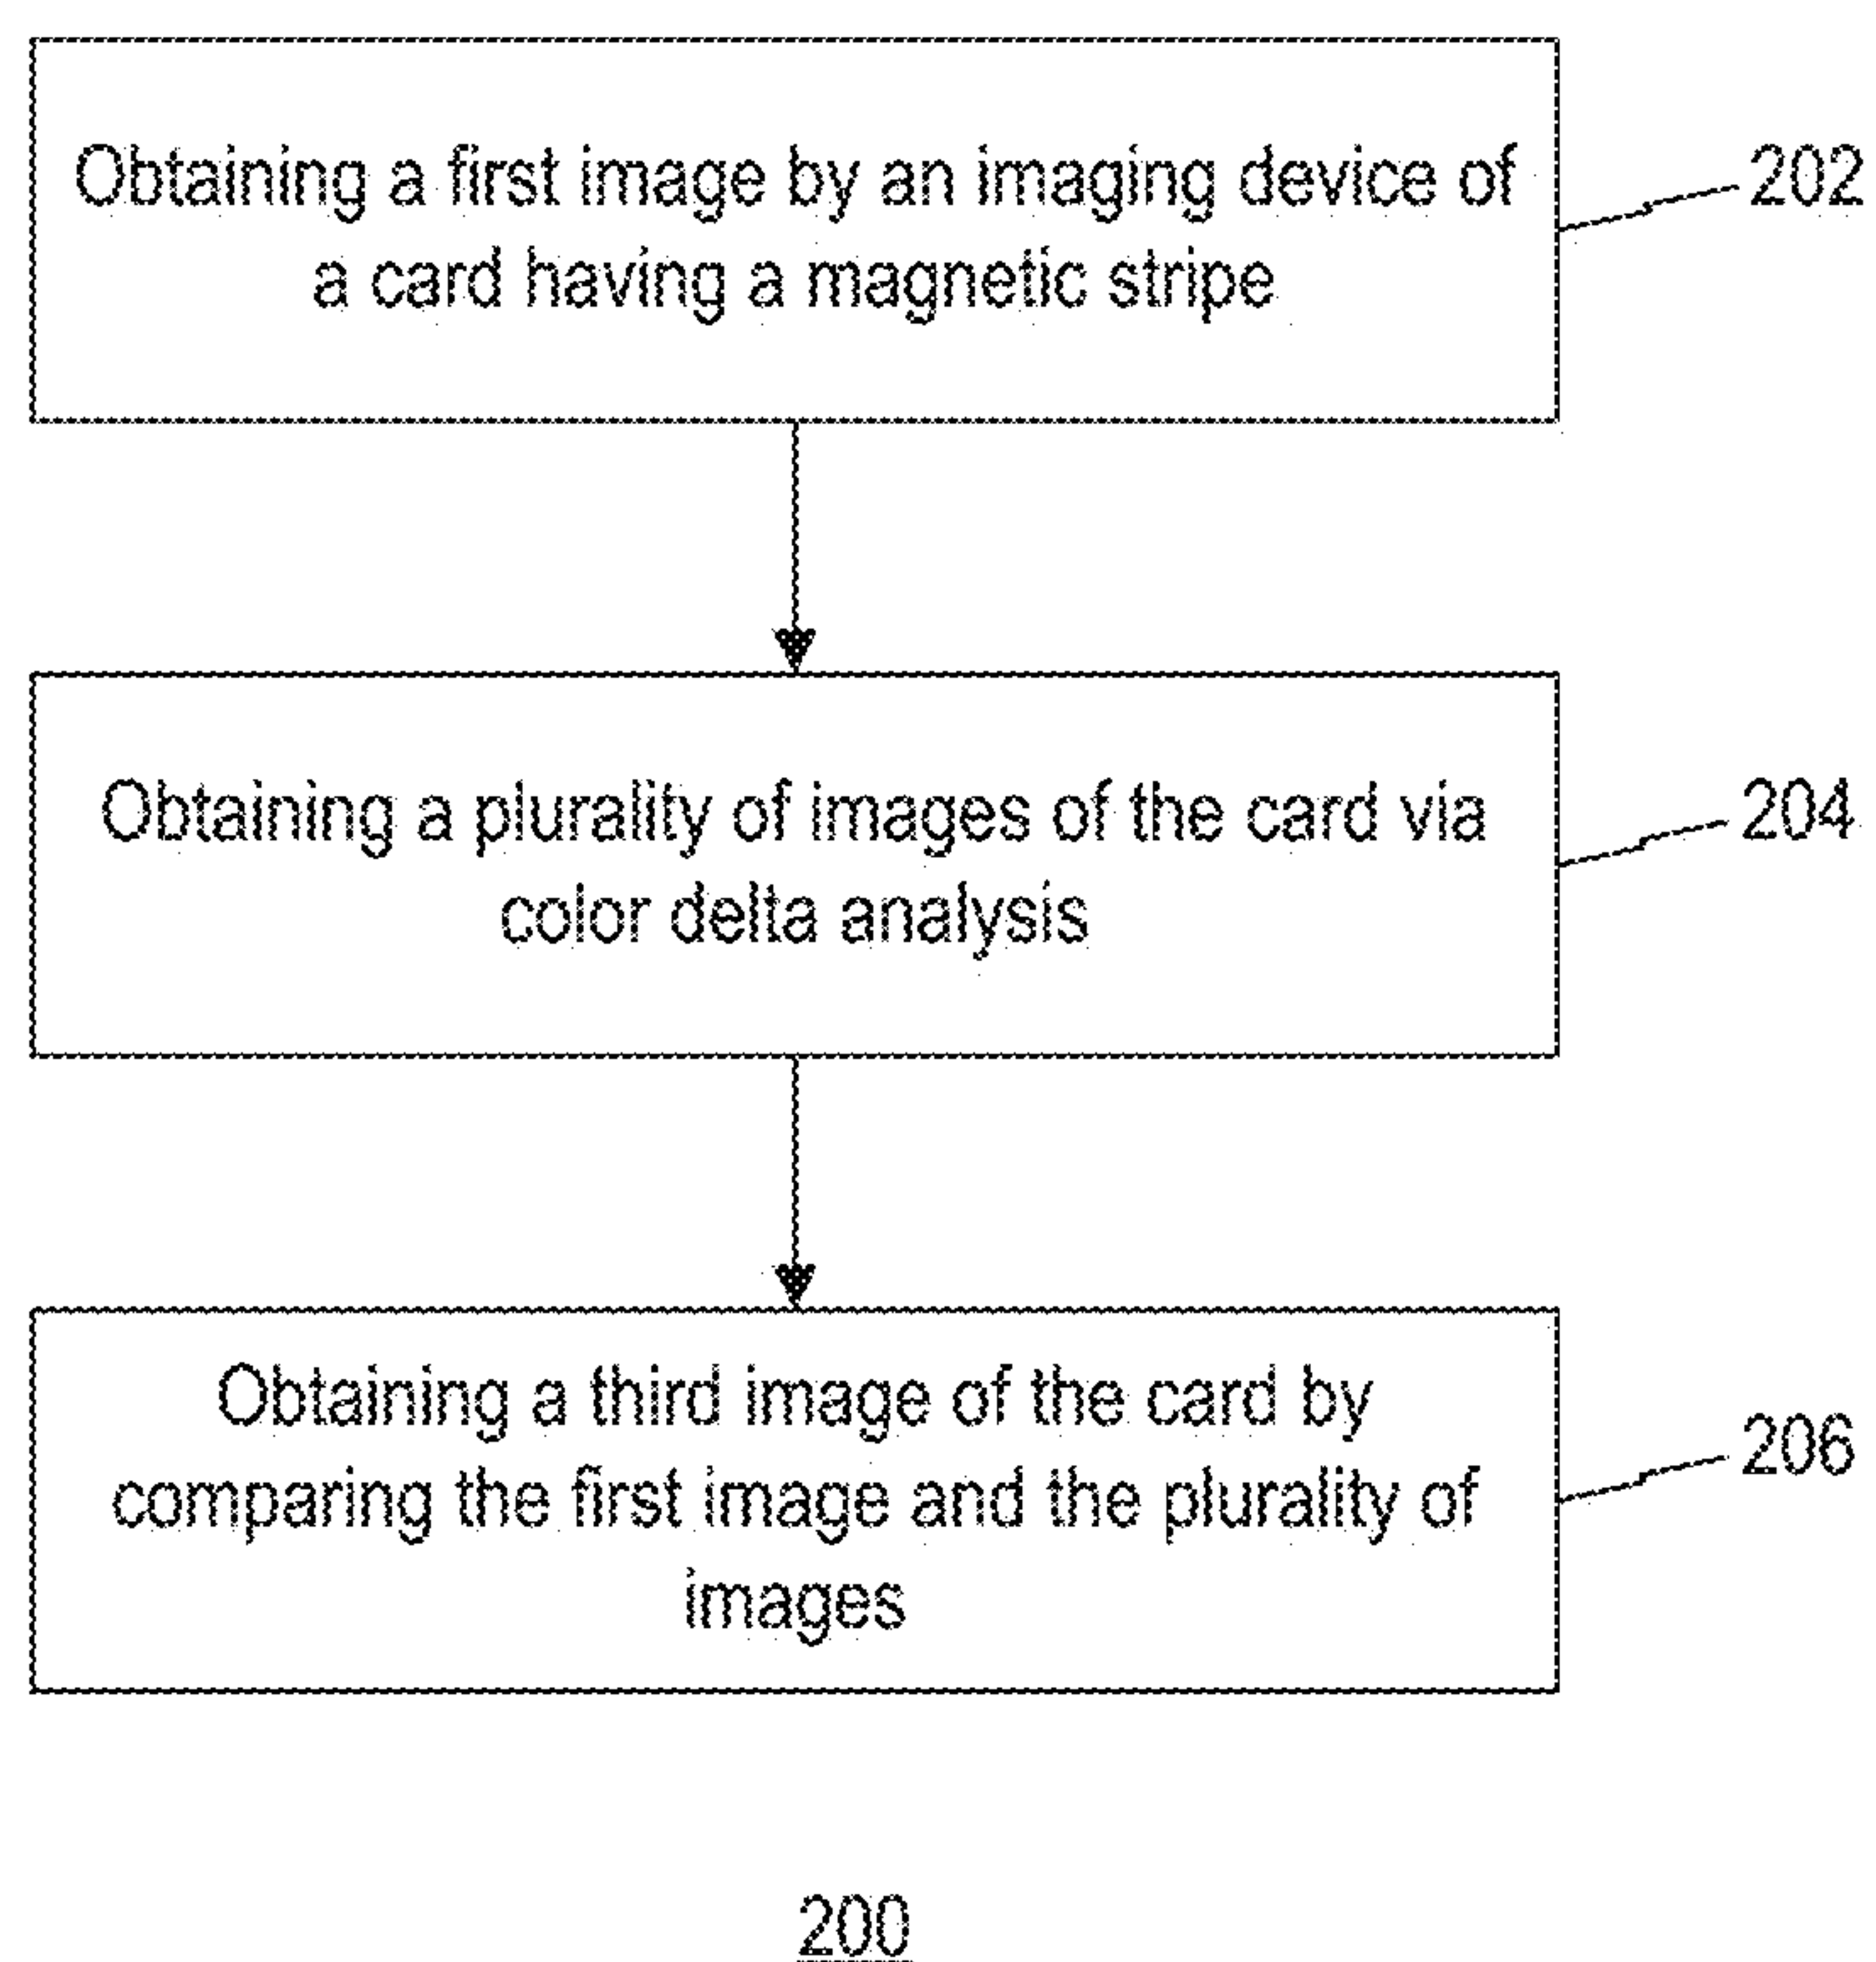 Obtaining a first image by an imaging device of
a card having a magnetic stripe
202
Obtaining a plurality of images of the card via
color delta analysis
204
Obtaining a third image of the card by
comparing the first image and the plurality of
images
206
200